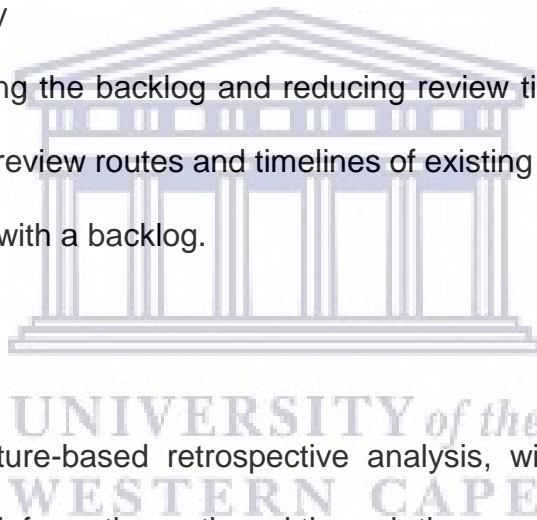 y
ng the backlog and reducing review ti
review routes and timelines of existing
with a backlog.
UNIVERSITY of the
ture-based retrospective analysis, wi
WESTERN CAPE